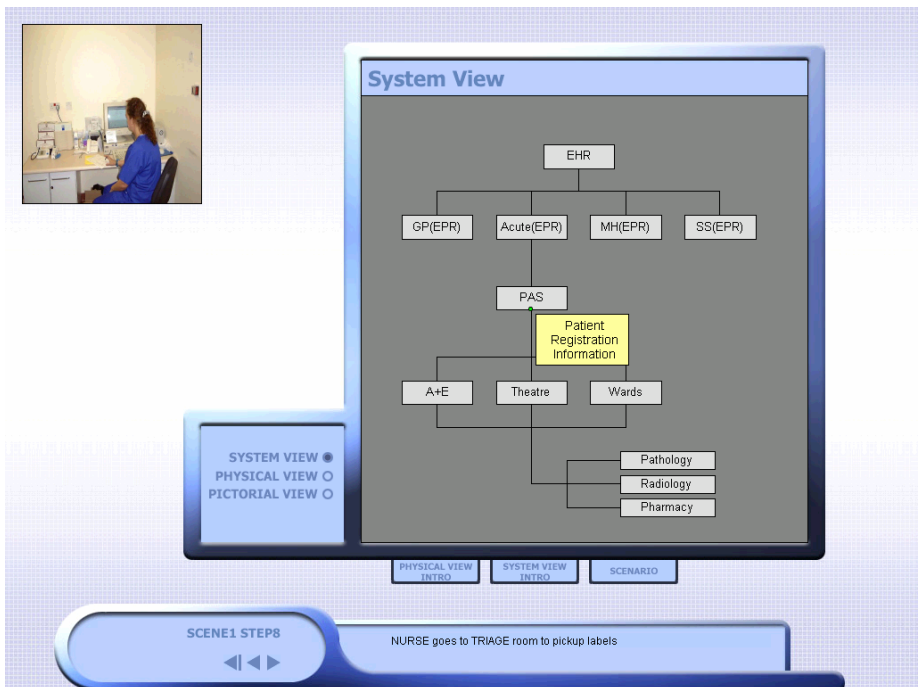 System View
EHR
GP(EPR)
Acute(EPR)
MH(EPR)
SS(EPR)
PAS
Patient
Registration
Information
A+E
Theatre
Wards
Pathology
Radiology
Pharmacy
SYSTEM VIEW
PHYSICAL VIEW
PICTORIAL VIEW
PHYSICAL VIEW
INTRO
SYSTEM VIEW
INTRO
SCENARIO
SCENE1 STEP8
NURSE goes to TRIAGE room to pickup labels